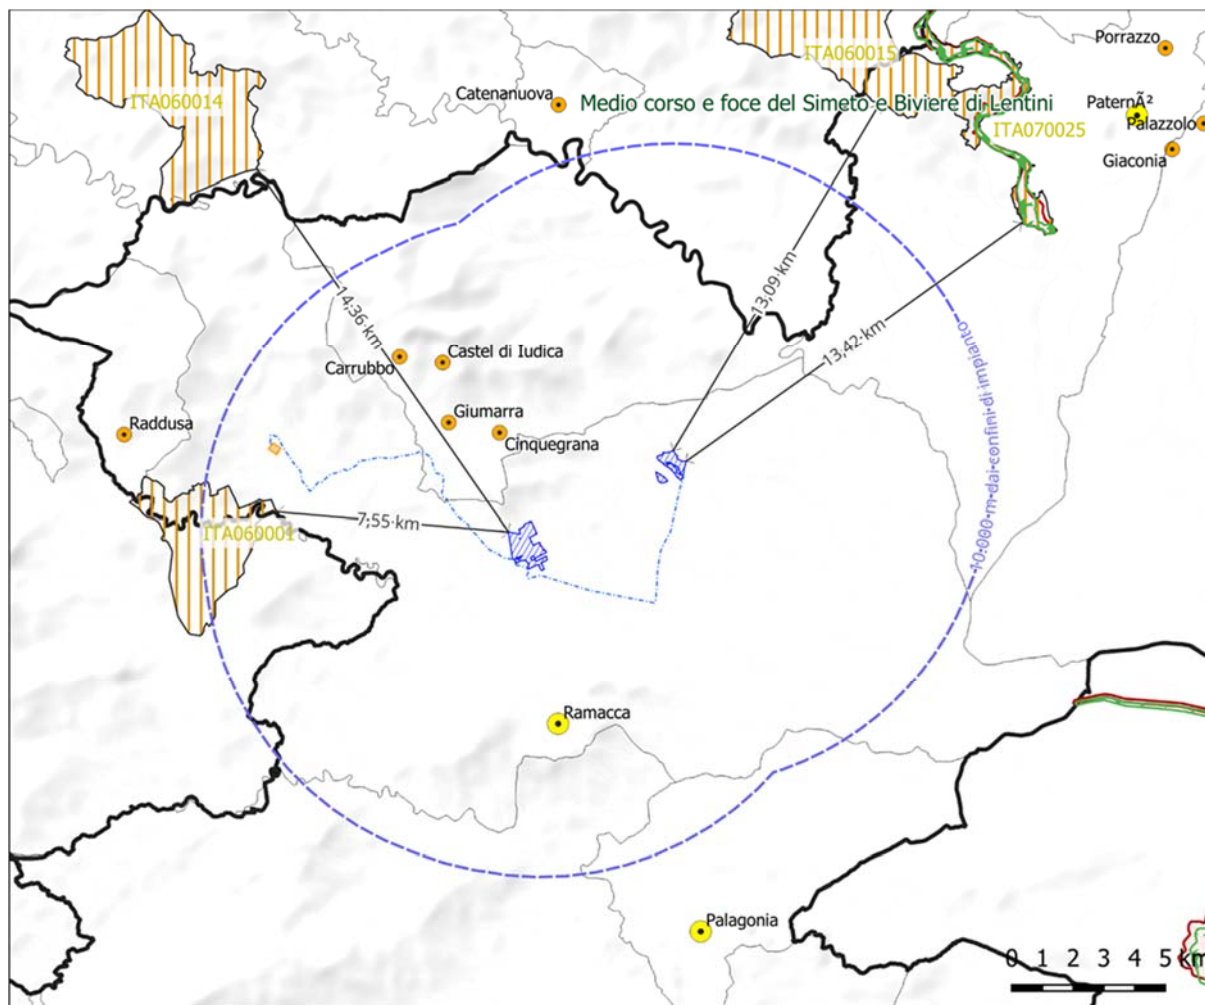 Porrazzo
ITA060015
Catenanuova
Medio corso e foce del Simeto e Biviere di Lentini
PaternÃ²
ITA060014
Palazzolo
ITA070025
Giaconia
13,09 km
14,36 km
13,42 km
Castel di Iudica
Carrubbo
10.000 m dai confini di impianto
Giumarra
Raddusa
Cinquegrana
7,55 km
ITA060001
Ramacca
Palagonia
0 1 2 3 4 5 km